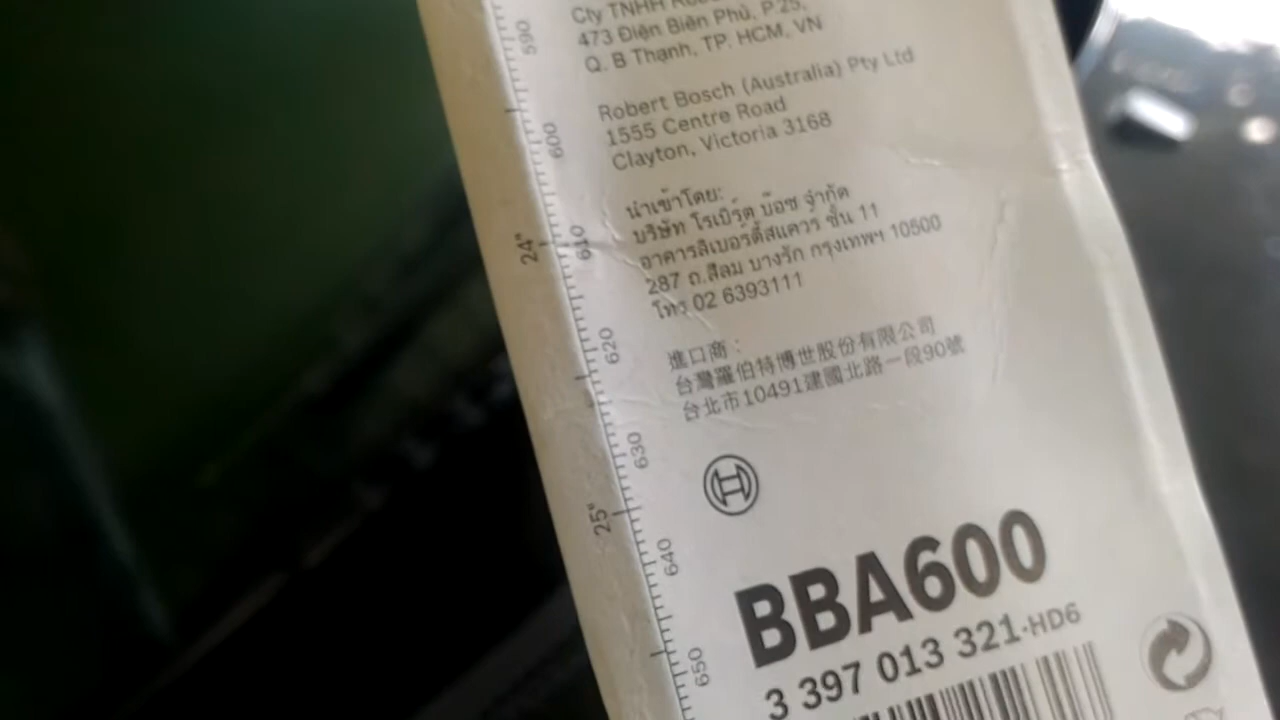 Cty TNHH
473 Điện Biên Phủ, P.25,
Q. B Thạnh, TP. HCM, VN
Robert Bosch (Australia) Pty Ltd
1555 Centre Road
Clayton, Victoria 3168
นำเข้าโดย:
บริษัท โรเบิร์ต บ๊อช จำกัด
อาคารลิเบอร์ตี้สแควร์ ชั้น 11
287 ถ.สีลม บางรัก กรุงเทพฯ 10500
โทร 02 6393111
進口商:
台灣羅伯特博世股份有限公司
台北市10491建國北路一段90號
BBA600
3 397 013 321·HD6
590
600
24"
610
620
630
25"
640
650